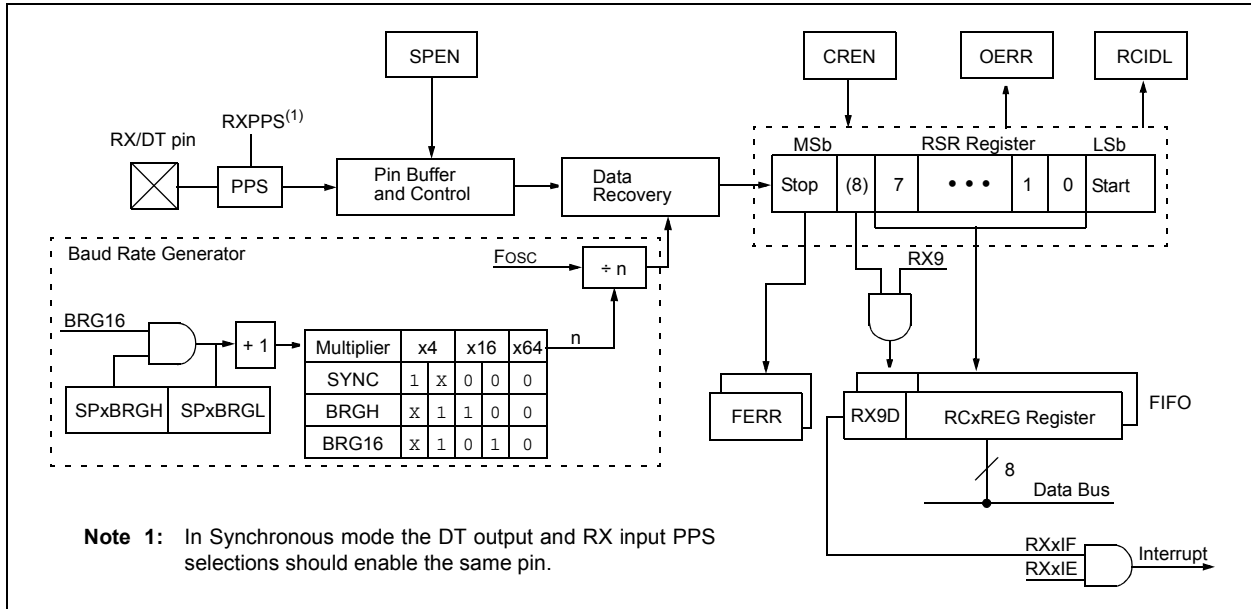 SPEN
CREN
OERR
RCIDL
RXPPS(1)
RX/DT pin
PPS
Pin Buffer
and Control
Data
Recovery
MSb
RSR Register
LSb
Stop (8) 7 • • • 1 0 Start
Baud Rate Generator
FOSC
÷ n
RX9
BRG16
+ 1
n
Multiplier x4 x16 x64
SYNC 1 X 0 0 0
BRGH X 1 1 0 0
BRG16 X 1 0 1 0
SPxBRGH SPxBRGL
FERR
RX9D
RCxREG Register
FIFO
8
Data Bus
Note 1: In Synchronous mode the DT output and RX input PPS
selections should enable the same pin.
RXxIF
RXxIE
Interrupt